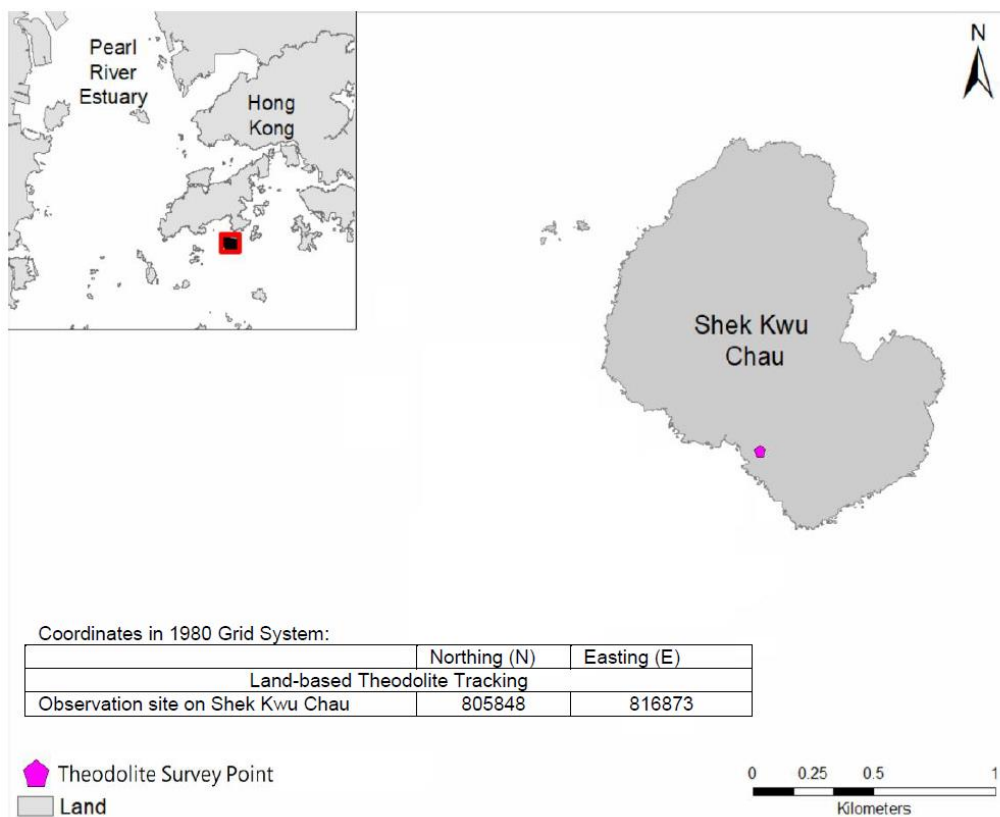 Pearl
River
Estuary
Hong
Kong
N
Shek Kwu
Chau
Coordinates in 1980 Grid System:
Northing (N) Easting (E)
Land-based Theodolite Tracking
Observation site on Shek Kwu Chau 805848 816873
Theodolite Survey Point
Land
0 0.25 0.5 1
Kilometers